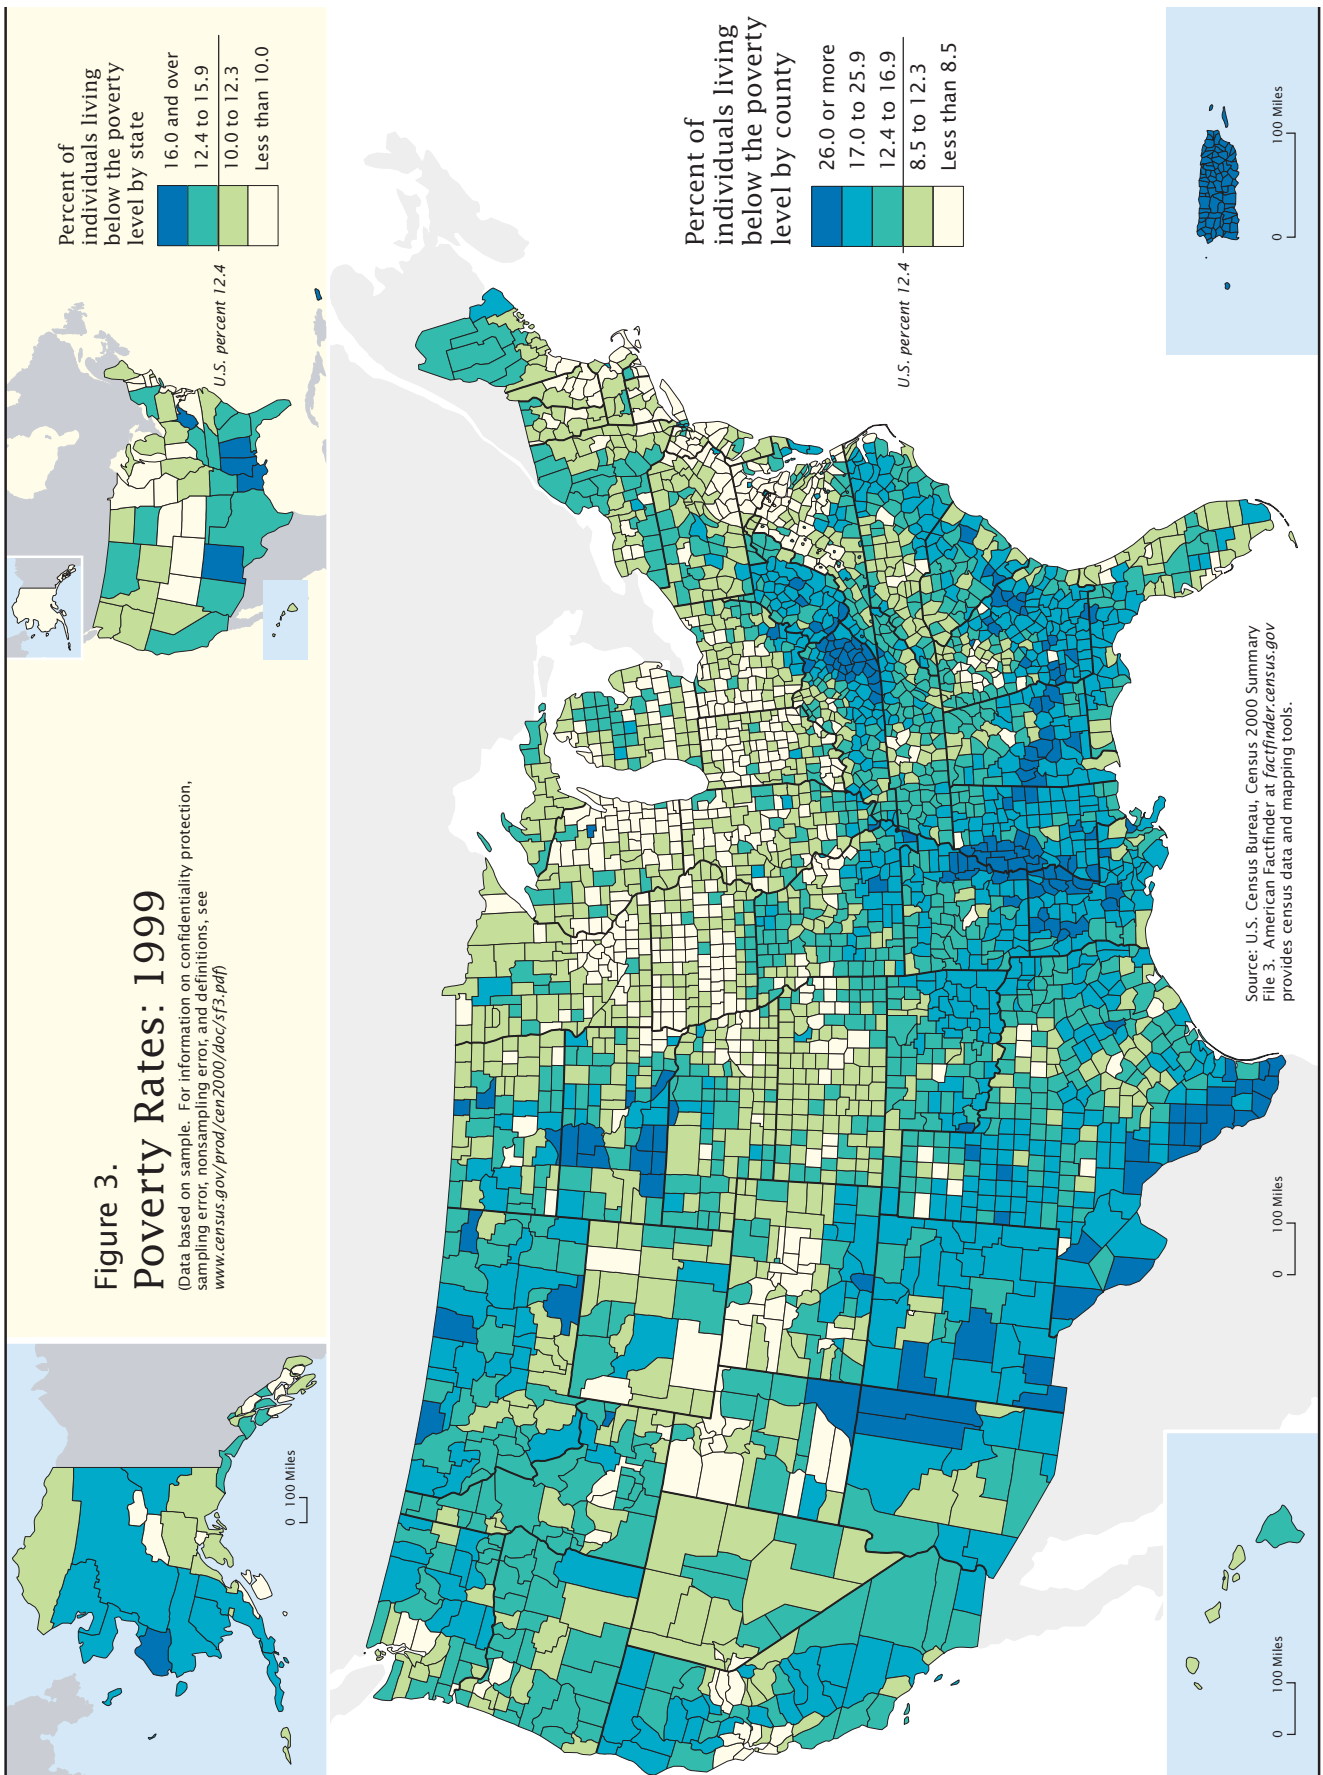 Figure 3.
Poverty Rates: 1999
(Data based on sample. For information on confidentiality protection,
sampling error, nonsampling error, and definitions, see
www.census.gov/prod/cen2000/doc/sf3.pdf)
Percent of
individuals living
below the poverty
level by state
16.0 and over
12.4 to 15.9
10.0 to 12.3
Less than 10.0
U.S. percent 12.4
0 100 Miles
Percent of
individuals living
below the poverty
level by county
26.0 or more
17.0 to 25.9
12.4 to 16.9
8.5 to 12.3
Less than 8.5
U.S. percent 12.4
0 100 Miles
0 100 Miles
0 100 Miles
Source: U.S. Census Bureau, Census 2000 Summary
File 3. American Factfinder at factfinder.census.gov
provides census data and mapping tools.